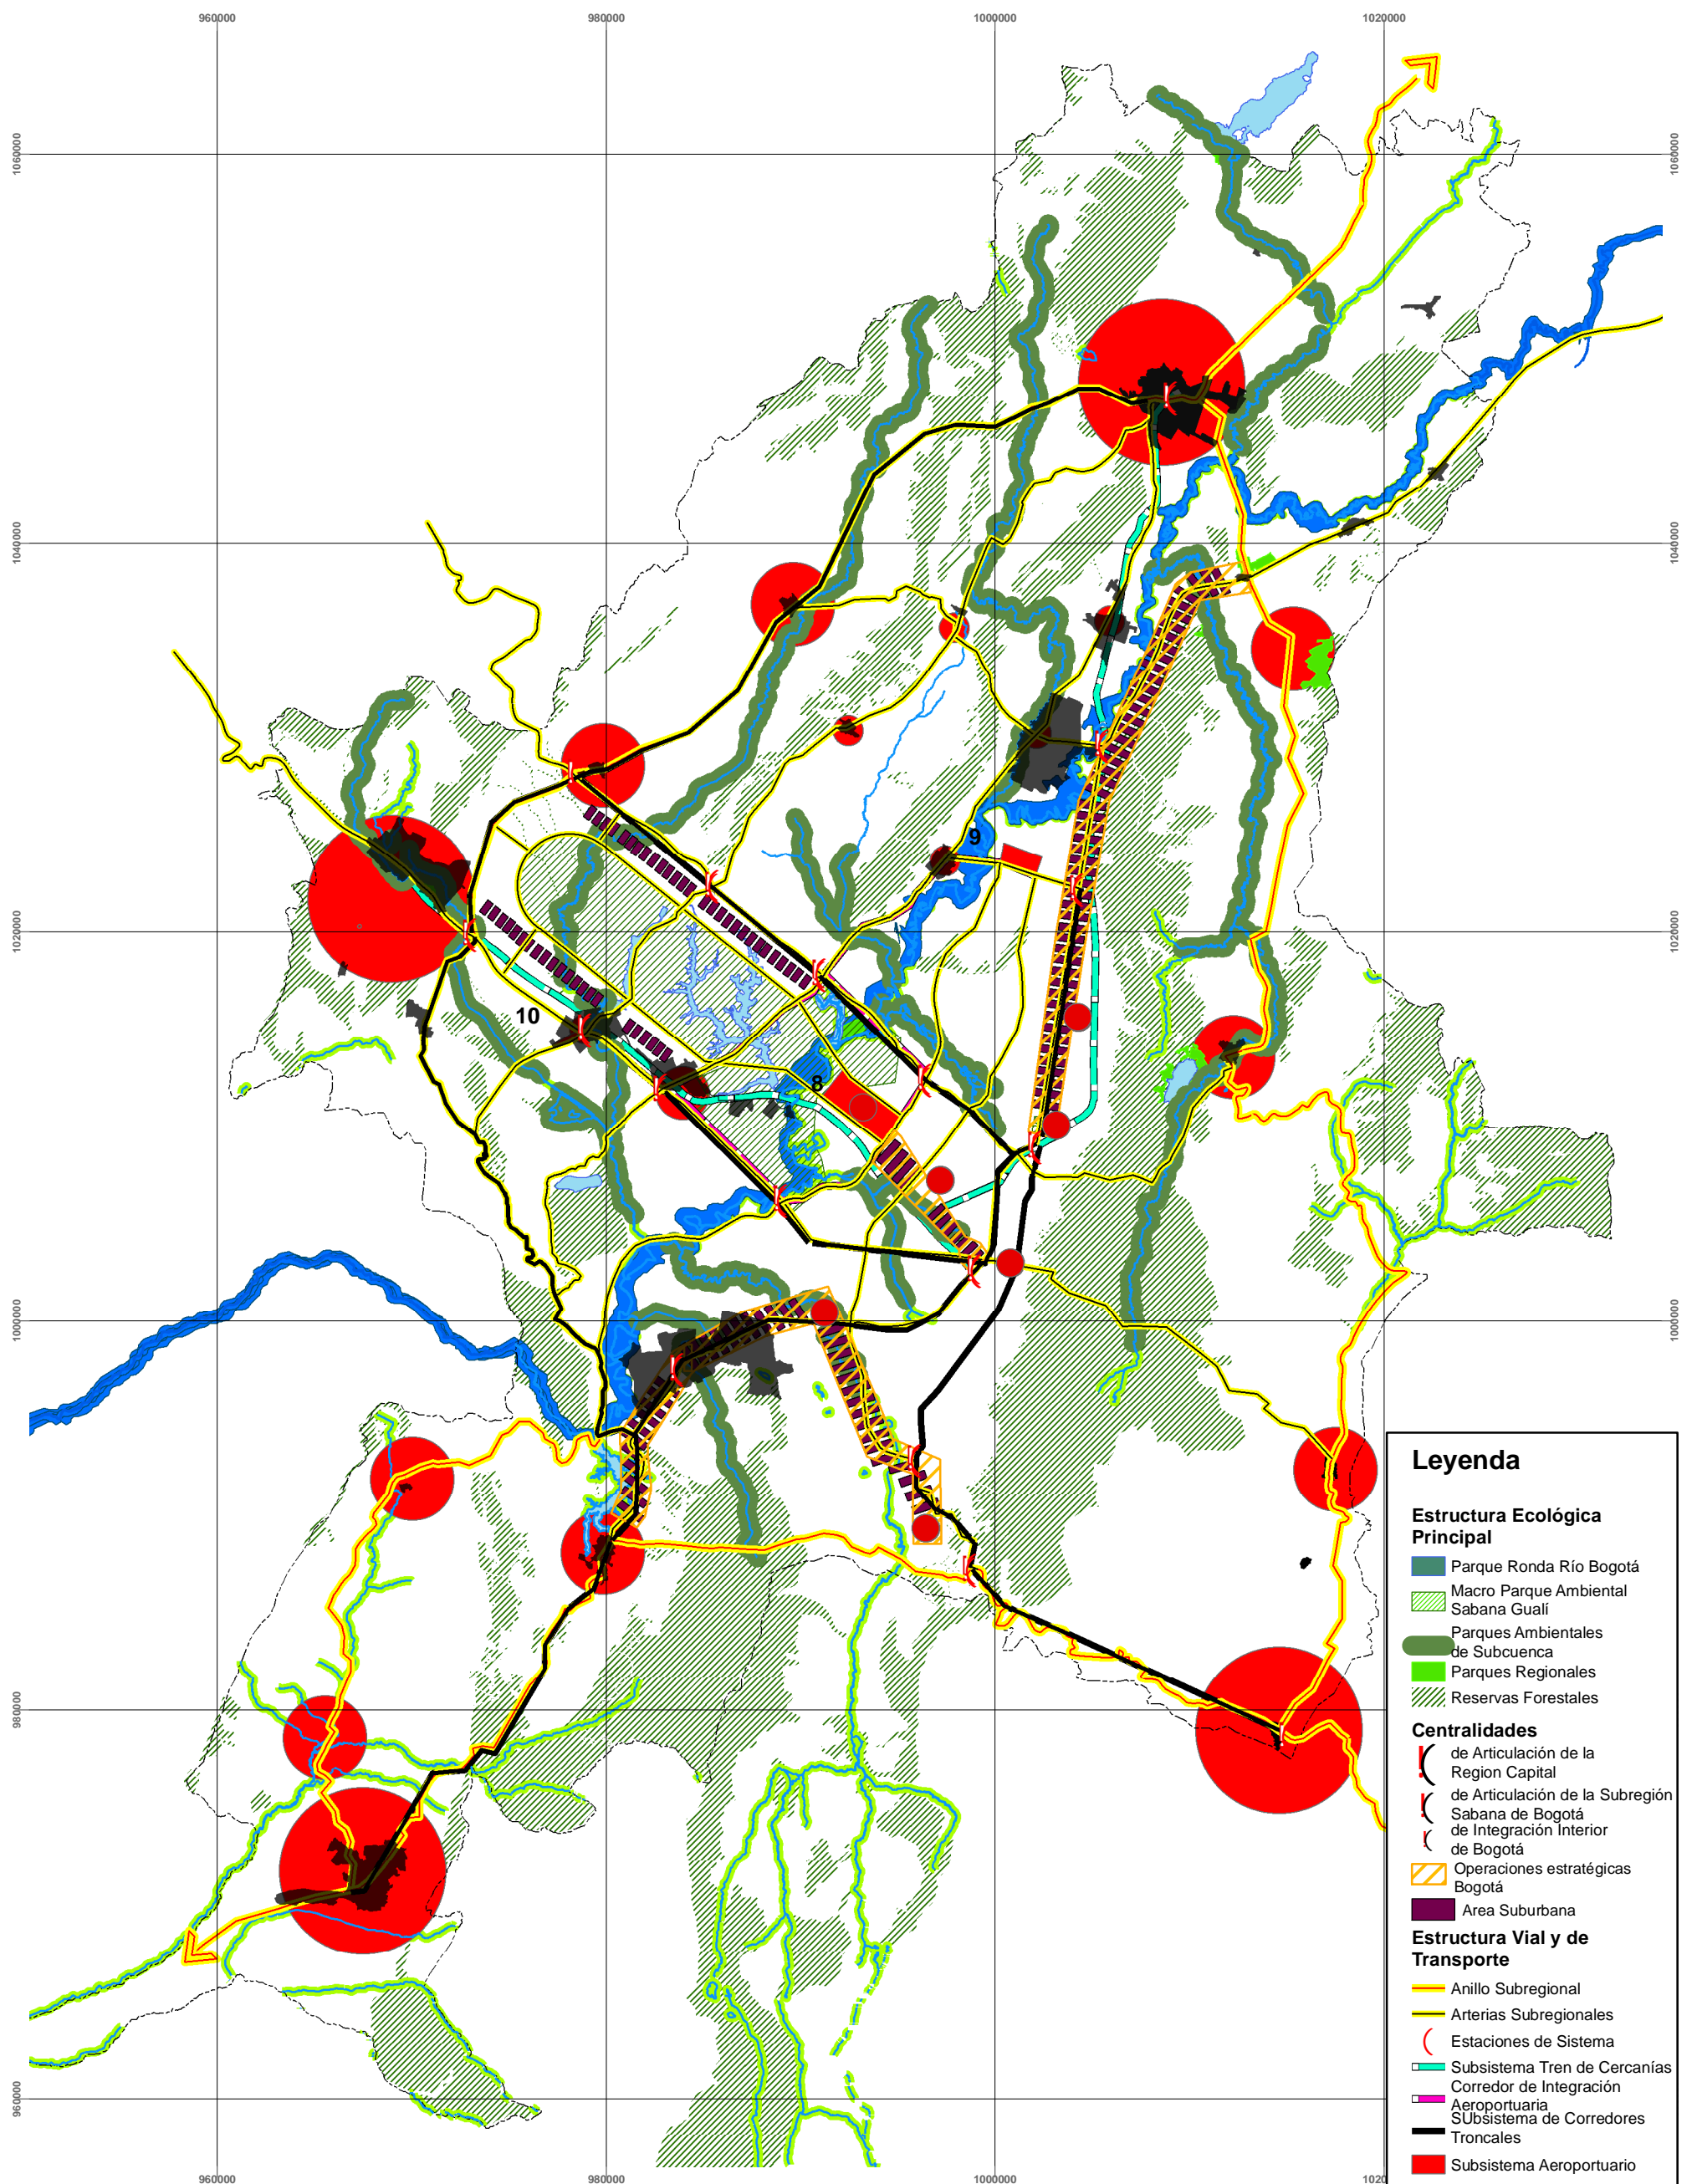 960000
980000
1000000
1020000
1060000
1060000
1040000
1040000
9
1020000
1020000
10
8
1000000
1000000
Leyenda
Estructura Ecológica
Principal
Parque Ronda Río Bogotá
Macro Parque Ambiental
Sabana Gualí
Parques Ambientales
de Subcuenca
Parques Regionales
Reservas Forestales
Centralidades
de Articulación de la
Region Capital
de Articulación de la Subregión
Sabana de Bogotá
de Integración Interior
de Bogotá
Operaciones estratégicas
Bogotá
Area Suburbana
Estructura Vial y de
Transporte
Anillo Subregional
Arterias Subregionales
Estaciones de Sistema
Subsistema Tren de Cercanías
Corredor de Integración
Aeroportuaria
SUbsistema de Corredores
Troncales
Subsistema Aeroportuario
980000
960000
960000
980000
1000000
1020